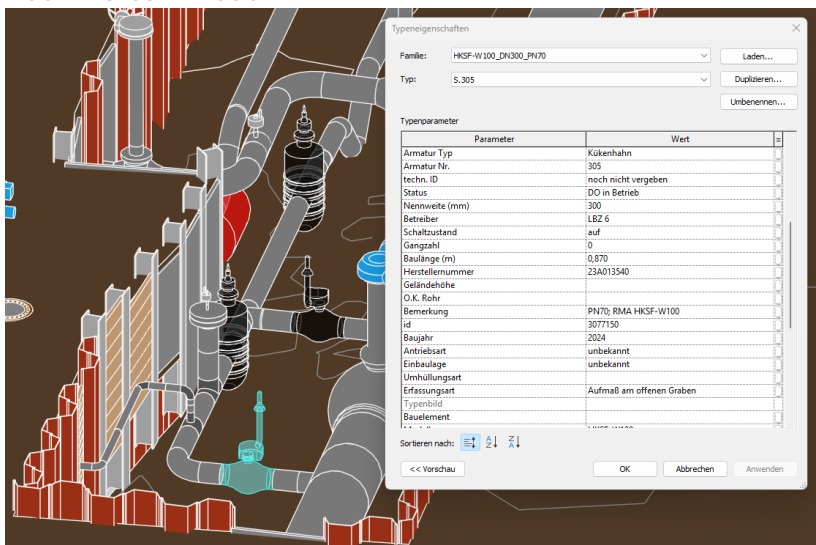 Typeneigenschaften
Familie: HKSF-W100_DN300_PN70 Laden...
Typ: S.305 Duplizieren...
Umbenennen...
Typenparameter
Parameter Wert =
Armatur Typ Kükenhahn
Armatur Nr. 305
techn. ID noch nicht vergeben
Status DO in Betrieb
Nennweite (mm) 300
Betreiber LBZ 6
Schaltzustand auf
Gangzahl 0
Baulänge (m) 0,870
Herstellernummer 23A013540
Geländehöhe
O.K. Rohr
Bemerkung PN70; RMA HKSF-W100
id 3077150
Baujahr 2024
Antriebsart unbekannt
Einbaulage unbekannt
Umhüllungsart
Erfassungsart Aufmaß am offenen Graben
Typenbild
Bauelement
Sortieren nach:
<< Vorschau OK Abbrechen Anwenden